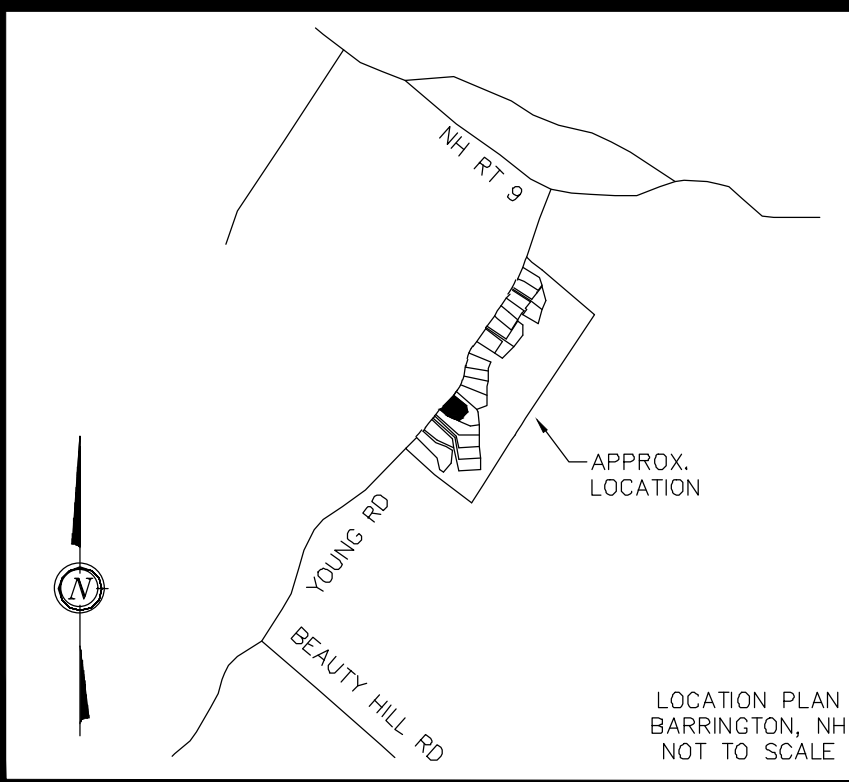 NH RT 9
APPROX.
LOCATION
YOUNG RD
N
BEAUTY HILL RD
LOCATION PLAN
BARRINGTON, NH
NOT TO SCALE